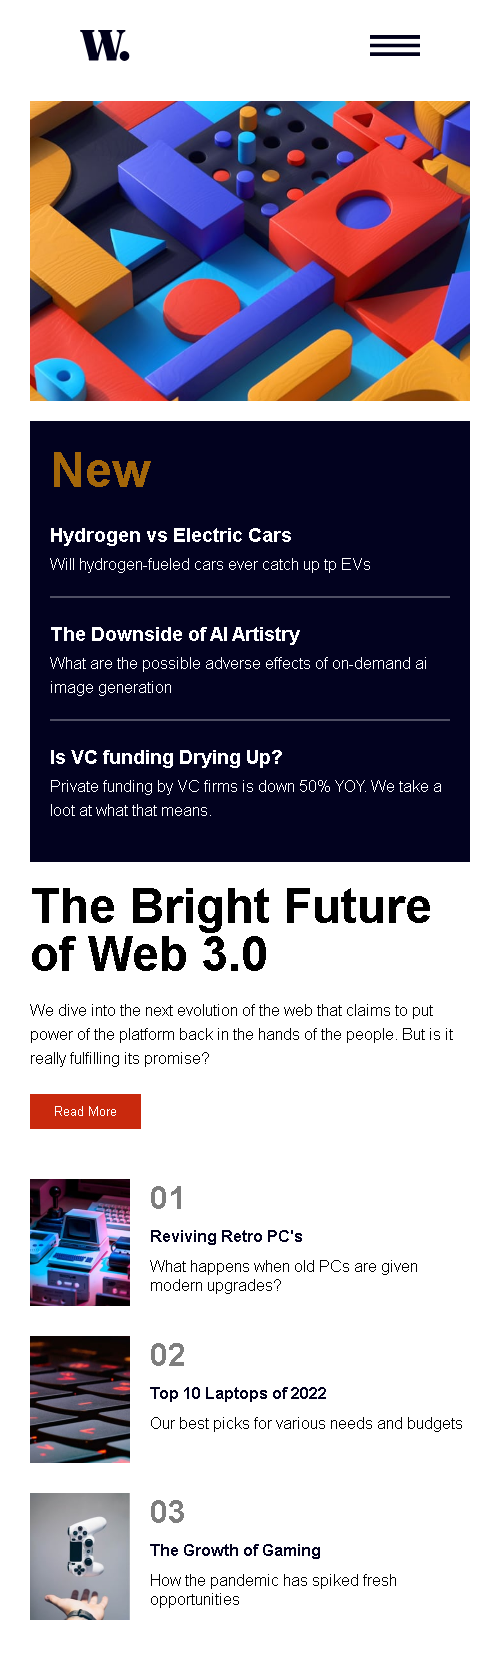 W.
New
Hydrogen vs Electric Cars
Will hydrogen-fueled cars ever catch up tp EVs
The Downside of AI Artistry
What are the possible adverse effects of on-demand ai
image generation
Is VC funding Drying Up?
Private funding by VC firms is down 50% YOY. We take a
loot at what that means.
The Bright Future
of Web 3.0
We dive into the next evolution of the web that claims to put
power of the platform back in the hands of the people. But is it
really fulfilling its promise?
Read More
01
Reviving Retro PC's
What happens when old PCs are given
modern upgrades?
02
Top 10 Laptops of 2022
Our best picks for various needs and budgets
03
The Growth of Gaming
How the pandemic has spiked fresh
opportunities